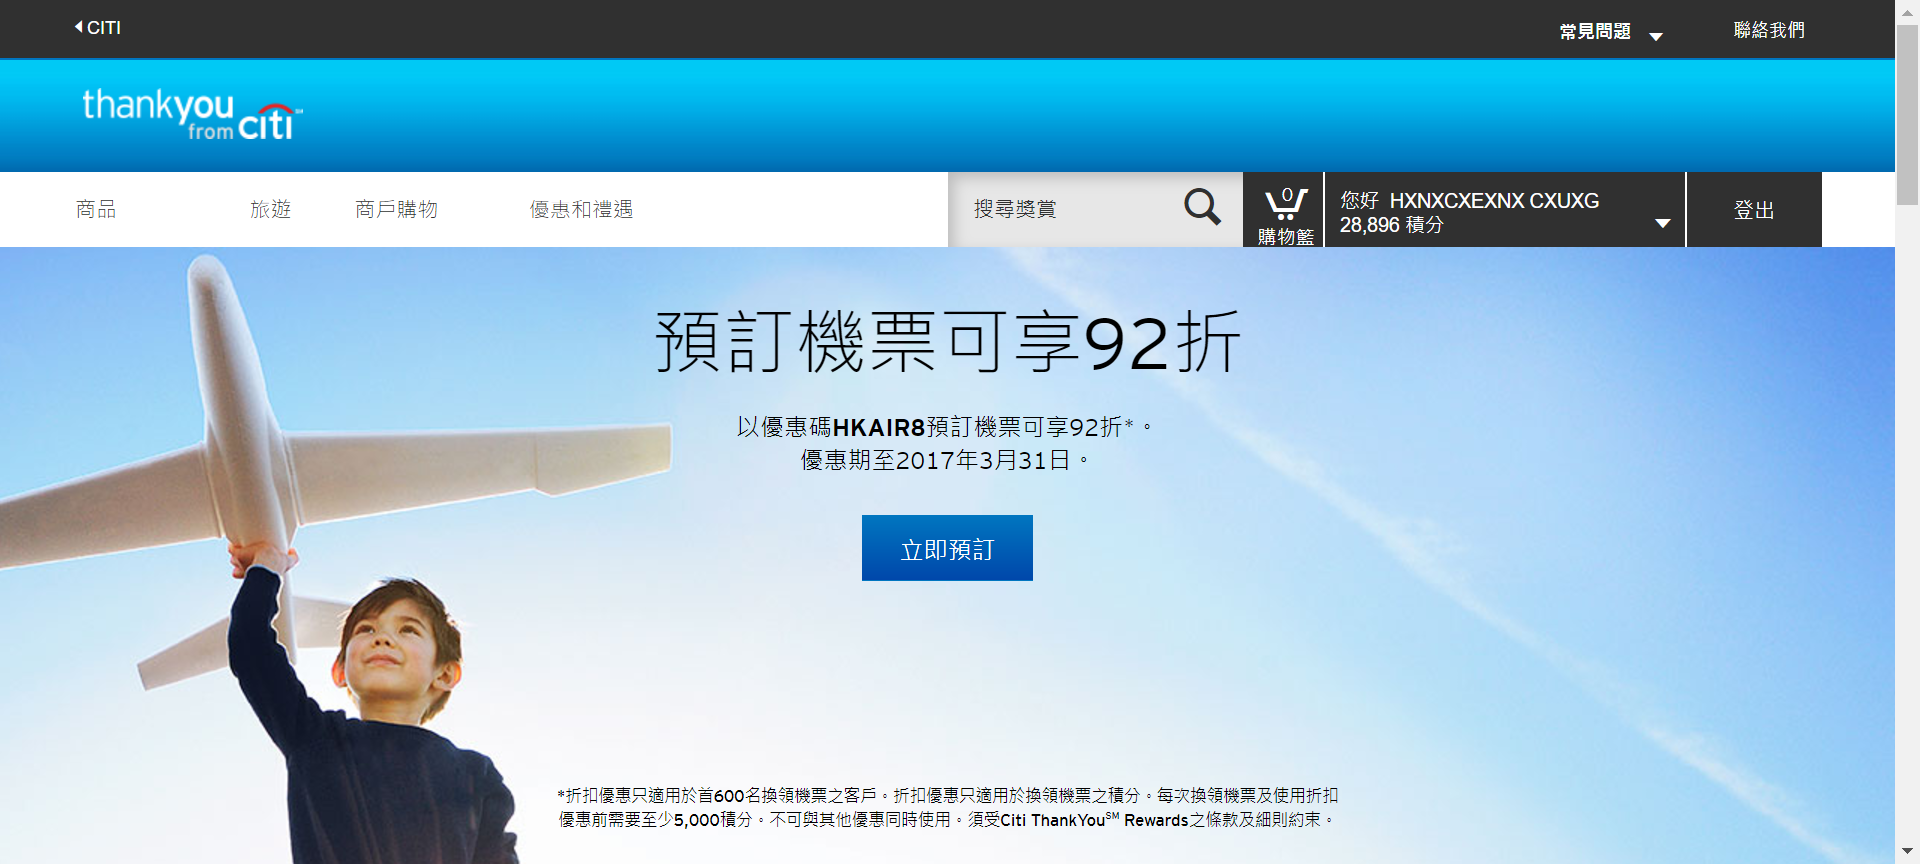 CITI
常見問題
聯絡我們
thankyou
from citi℠
商品
旅遊
商戶購物
優惠和禮遇
搜尋獎賞
0
購物籃
您好 HXNXCXEXNX CXUXG
28,896 積分
登出
預訂機票可享92折
以優惠碼HKAIR8預訂機票可享92折*。
優惠期至2017年3月31日。
立即預訂
*折扣優惠只適用於首600名換領機票之客戶。折扣優惠只適用於換領機票之積分。每次換領機票及使用折扣
優惠前需要至少5,000積分。不可與其他優惠同時使用。須受Citi ThankYou℠ Rewards之條款及細則約束。